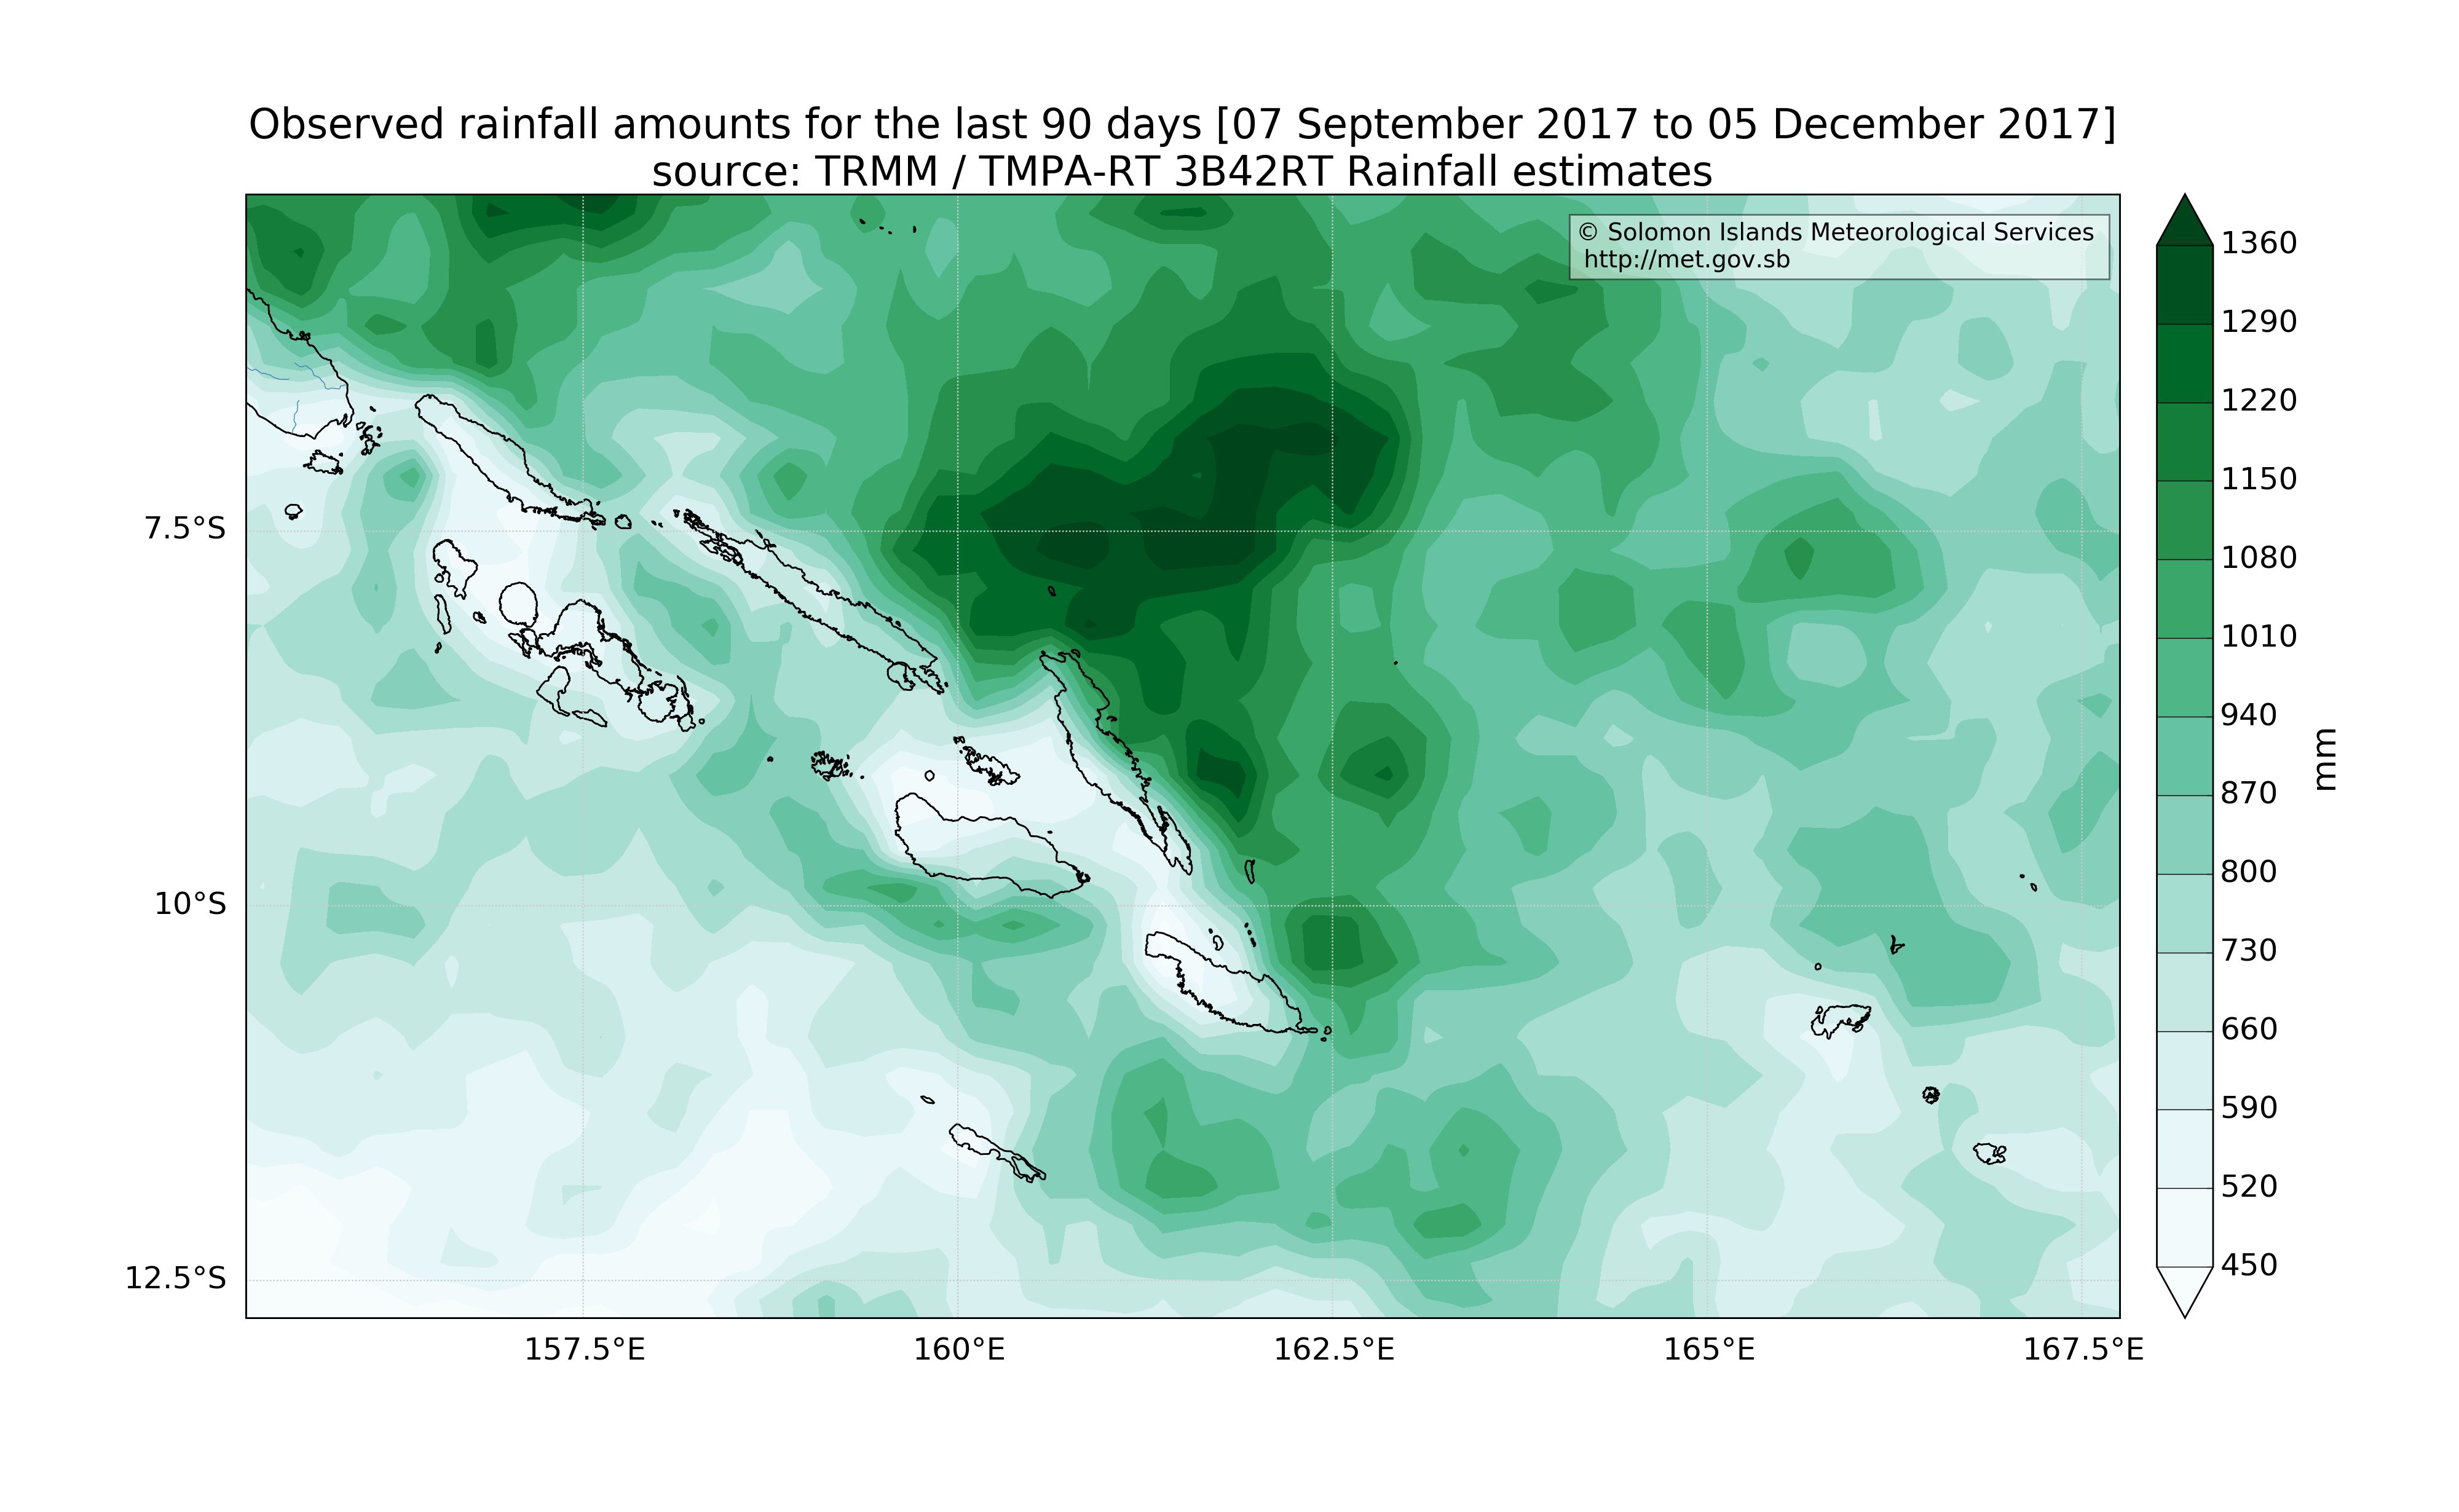 Observed rainfall amounts for the last 90 days [07 September 2017 to 05 December 2017]
source: TRMM / TMPA-RT 3B42RT Rainfall estimates
© Solomon Islands Meteorological Services
http://met.gov.sb
7.5°S
10°S
12.5°S
157.5°E
160°E
162.5°E
165°E
167.5°E
1360
1290
1220
1150
1080
1010
940
870
800
730
660
590
520
450
mm